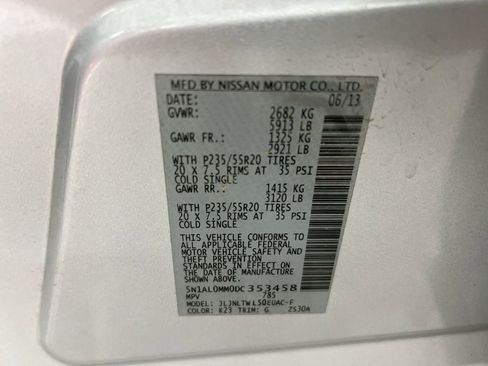 MFD BY NISSAN MOTOR CO., LTD.
DATE: 06/13
GVWR: 2682 KG
5913 LB
GAWR FR.: 1325 KG
2921 LB
WITH P235/55R20 TIRES
20 X 7.5 RIMS AT 35 PSI
COLD SINGLE
GAWR RR.: 1415 KG
3120 LB
WITH P235/55R20 TIRES
20 X 7.5 RIMS AT 35 PSI
COLD SINGLE
THIS VEHICLE CONFORMS TO
ALL APPLICABLE FEDERAL
MOTOR VEHICLE SAFETY AND
THEFT PREVENTION
STANDARDS IN EFFECT ON
THE DATE OF MANUFACTURE
SHOWN ABOVE.
5N1AL0MM0DC353458
MPV 785
MODEL: JLJNLTWL50EUAC-F
COLOR: K23 TRIM: G 2S30A